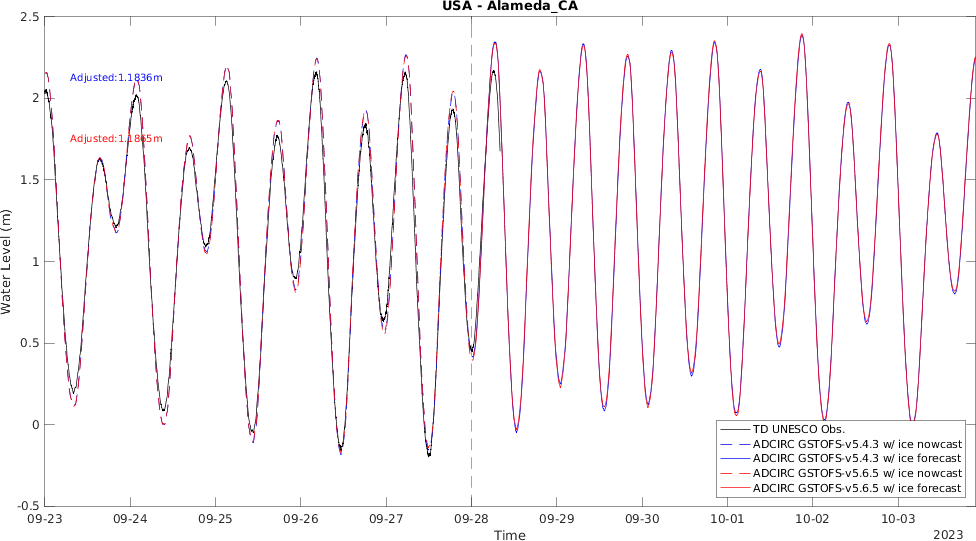 USA - Alameda_CA
2.5
2
1.5
1
0.5
0
-0.5
Water Level (m)
Adjusted:1.1836m
Adjusted:1.1865m
TD UNESCO Obs.
ADCIRC GSTOFS-v5.4.3 w/ ice nowcast
ADCIRC GSTOFS-v5.4.3 w/ ice forecast
ADCIRC GSTOFS-v5.6.5 w/ ice nowcast
ADCIRC GSTOFS-v5.6.5 w/ ice forecast
09-23 09-24 09-25 09-26 09-27 09-28 09-29 09-30 10-01 10-02 10-03
Time
2023